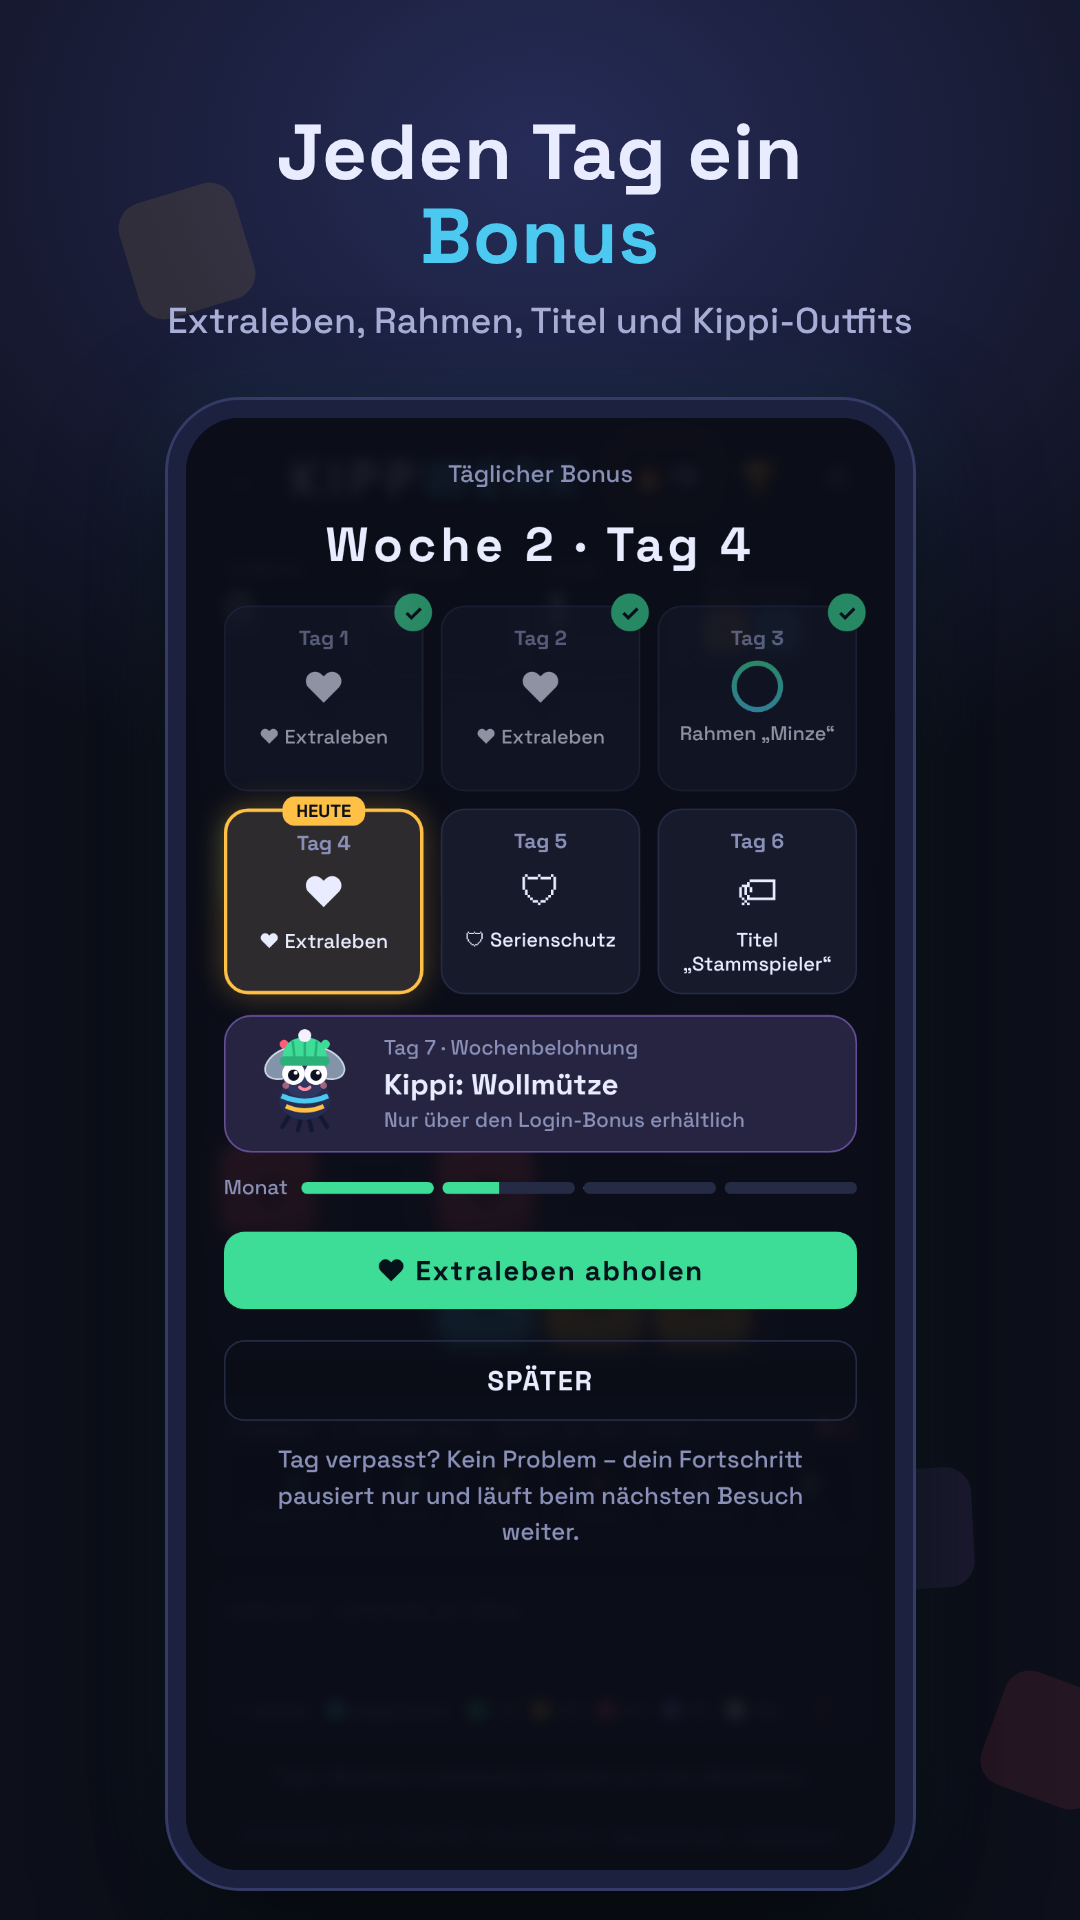 Jeden Tag ein
Bonus
Extraleben, Rahmen, Titel und Kippi-Outfits
Täglicher Bonus
Woche 2 · Tag 4
Tag 1
♥ Extraleben
Tag 2
♥ Extraleben
Tag 3
Rahmen „Minze“
HEUTE
Tag 4
♥ Extraleben
Tag 5
🛡 Serienschutz
Tag 6
Titel
„Stammspieler“
Tag 7 · Wochenbelohnung
Kippi: Wollmütze
Nur über den Login-Bonus erhältlich
Monat
♥ Extraleben abholen
SPÄTER
Tag verpasst? Kein Problem – dein Fortschritt
pausiert nur und läuft beim nächsten Besuch
weiter.